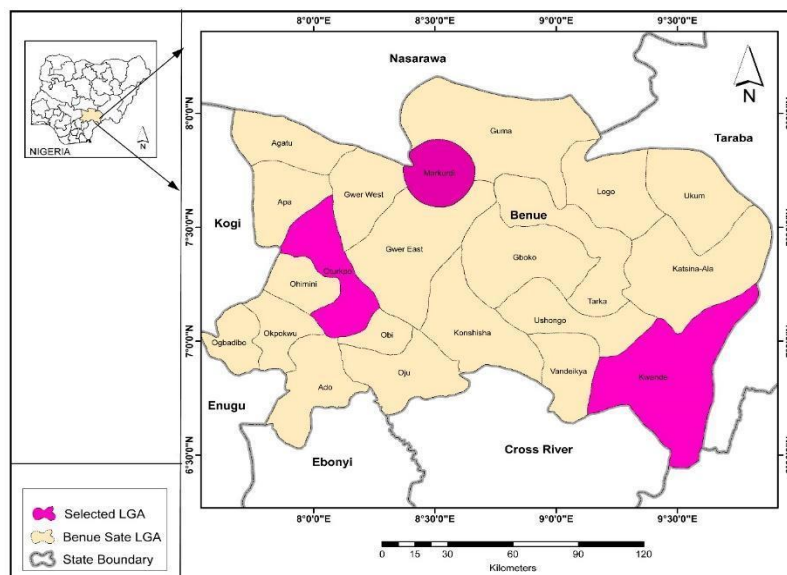 8°0'0"E 8°30'0"E 9°0'0"E 9°30'0"E
NIGERIA
N
N
Nasarawa
Taraba
Kogi
Benue
Enugu
Ebonyi
Cross River
Agatu
Guma
Apa
Gwer West
Logo
Ukum
Gwer East
Gboko
Katsina-Ala
Ohimini
Tarka
Ushongo
Ogbadibo
Okpokwu
Obi
Konshisha
Vandeikya
Kwande
Ado
Oju
8°0'0"N
7°30'0"N
7°0'0"N
6°30'0"N
Selected LGA
Benue Sate LGA
State Boundary
8°0'0"E 8°30'0"E 9°0'0"E 9°30'0"E
0 15 30 60 90 120
Kilometers